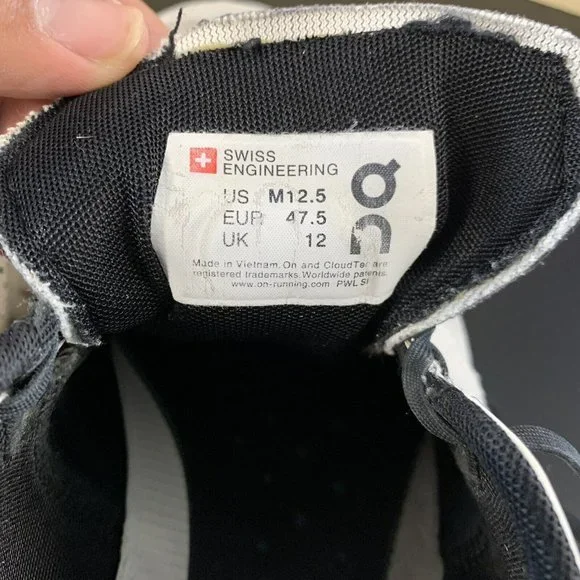 SWISS
ENGINEERING
US M12.5
EUR 47.5
UK 12
Made in Vietnam. On and CloudTec are
registered trademarks. Worldwide patents.
www.on-running.com PWL SI
On